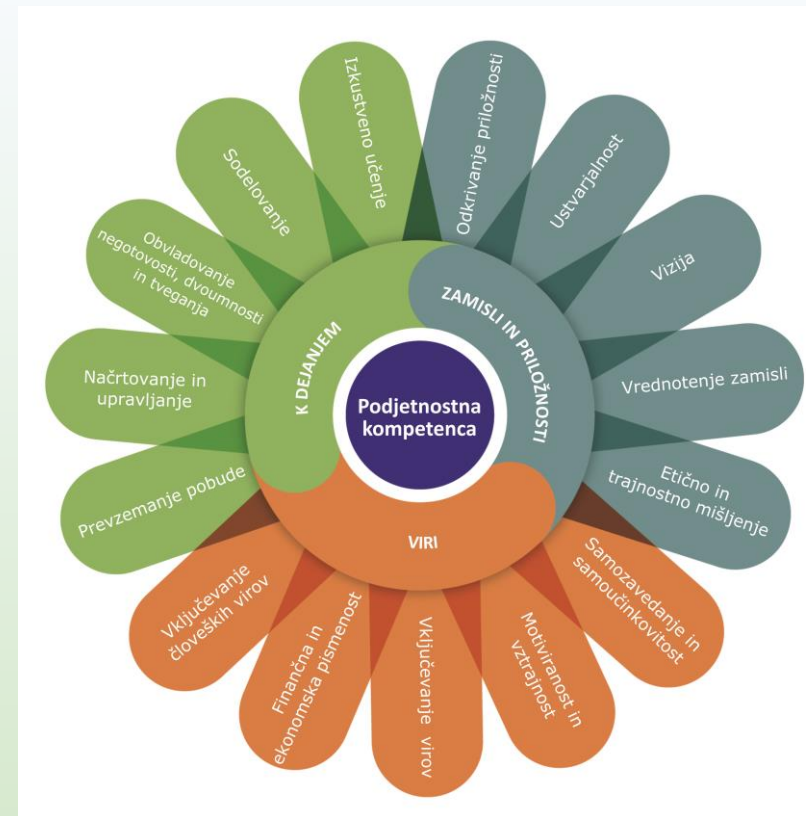 Podjetnostna
kompetenca
ZAMISLI IN PRILOŽNOSTI
Odkrivanje priložnosti
Ustvarjalnost
Vizija
Vrednotenje zamisli
Etično in
trajnostno mišljenje
VIRI
Samozavedanje in
samoučinkovitost
Motiviranost in
vztrajnost
Vključevanje virov
Finančna in
ekonomska pismenost
Vključevanje
človeških virov
K DEJANJEM
Prevzemanje pobude
Načrtovanje in
upravljanje
Obvladovanje
negotovosti, dvoumnosti
in tveganja
Sodelovanje
Izkustveno učenje